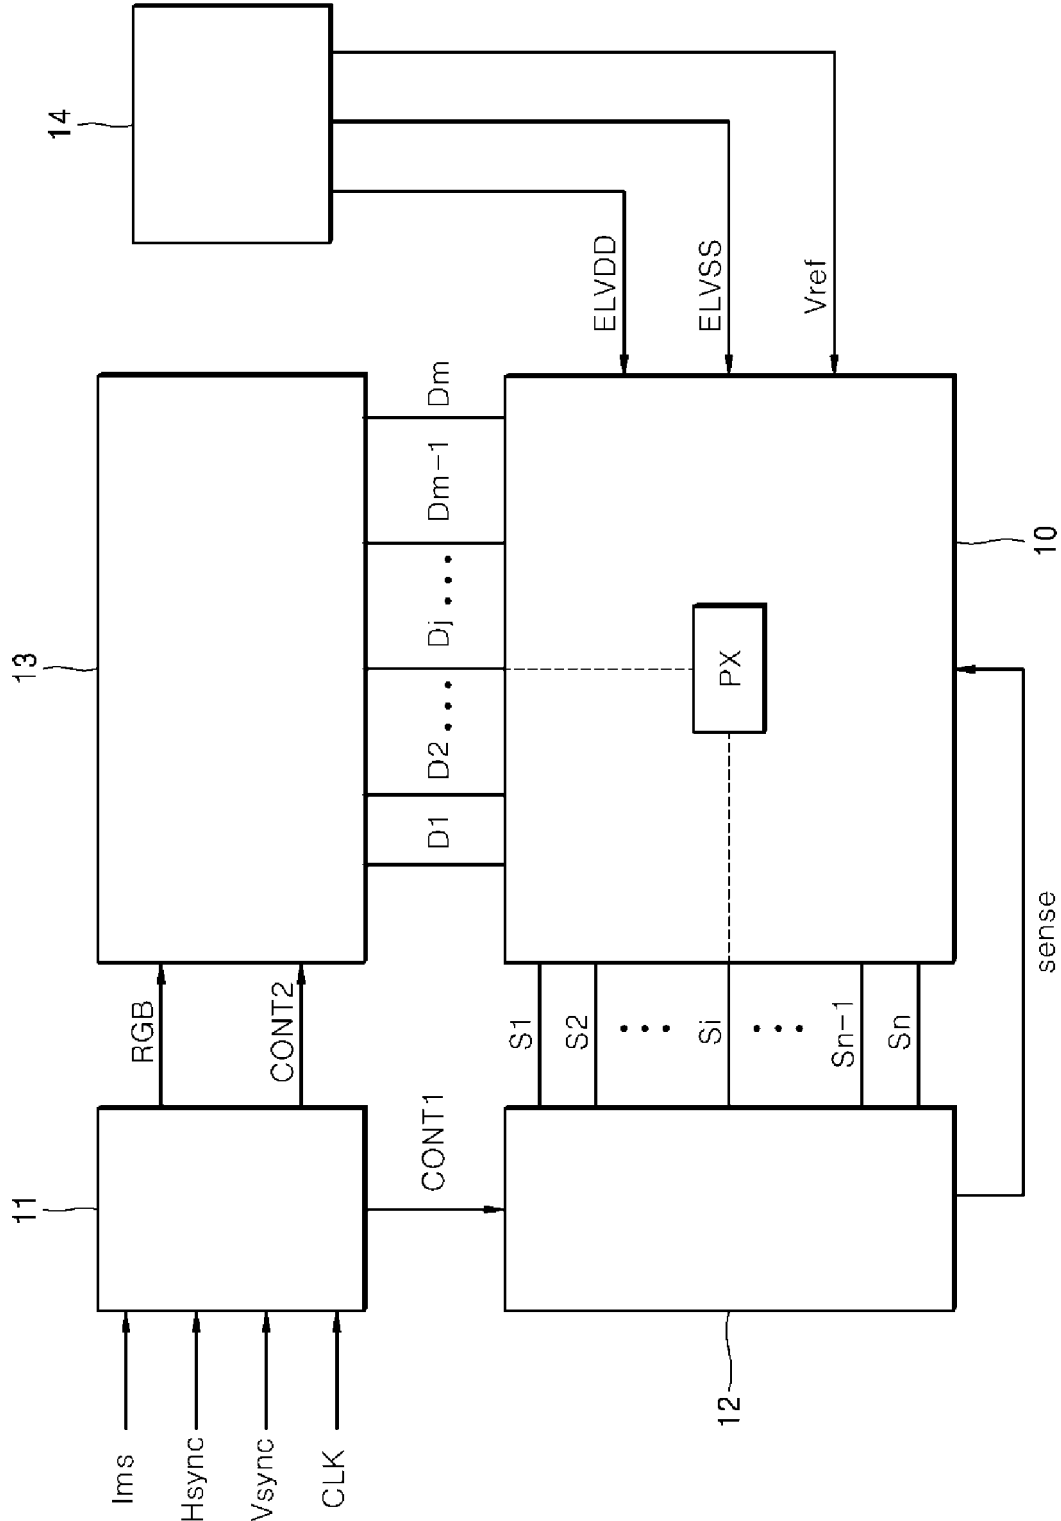 Ims
Hsync
Vsync
CLK
11
RGB
CONT2
CONT1
13
D1
D2
Dj
Dm-1
Dm
14
ELVDD
ELVSS
Vref
12
S1
S2
Si
Sn-1
Sn
PX
10
sense